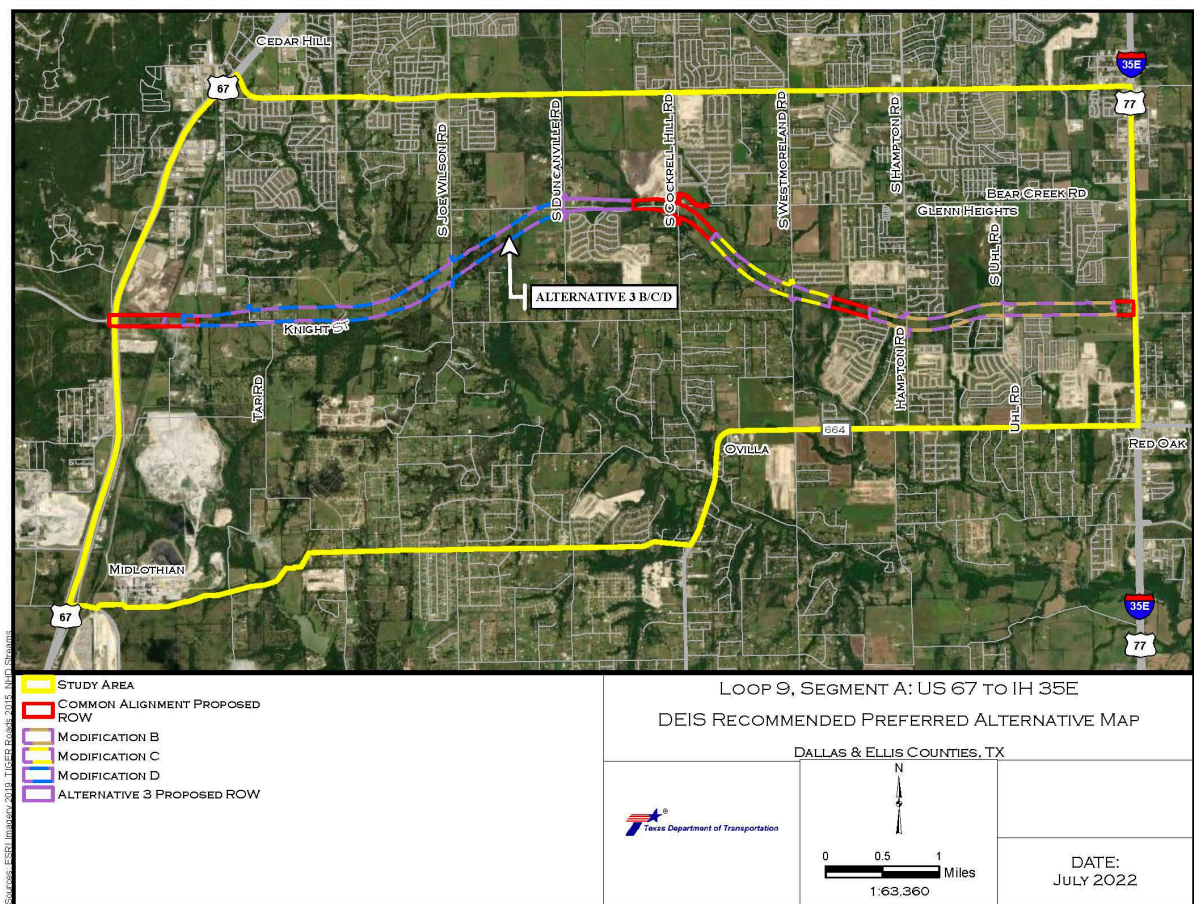 CEDAR HILL
67
35E
77
S JOE WILSON RD
S DUNCANVILLE RD
S COCKRELL HILL RD
S WESTMORELAND RD
S HAMPTON RD
BEAR CREEK RD
GLENN HEIGHTS
S UHL RD
ALTERNATIVE 3 B/C/D
KNIGHT ST
TAR RD
HAMPTON RD
UHL RD
664
OVILLA
RED OAK
MIDLOTHIAN
67
35E
77
Sources: ESRI Imagery 2019, TIGER Roads 2015, NHD Streams
STUDY AREA
COMMON ALIGNMENT PROPOSED
ROW
MODIFICATION B
MODIFICATION C
MODIFICATION D
ALTERNATIVE 3 PROPOSED ROW
LOOP 9, SEGMENT A: US 67 TO IH 35E
DEIS RECOMMENDED PREFERRED ALTERNATIVE MAP
DALLAS & ELLIS COUNTIES, TX
®
Texas Department of Transportation
N
0 0.5 1
Miles
1:63,360
DATE:
JULY 2022